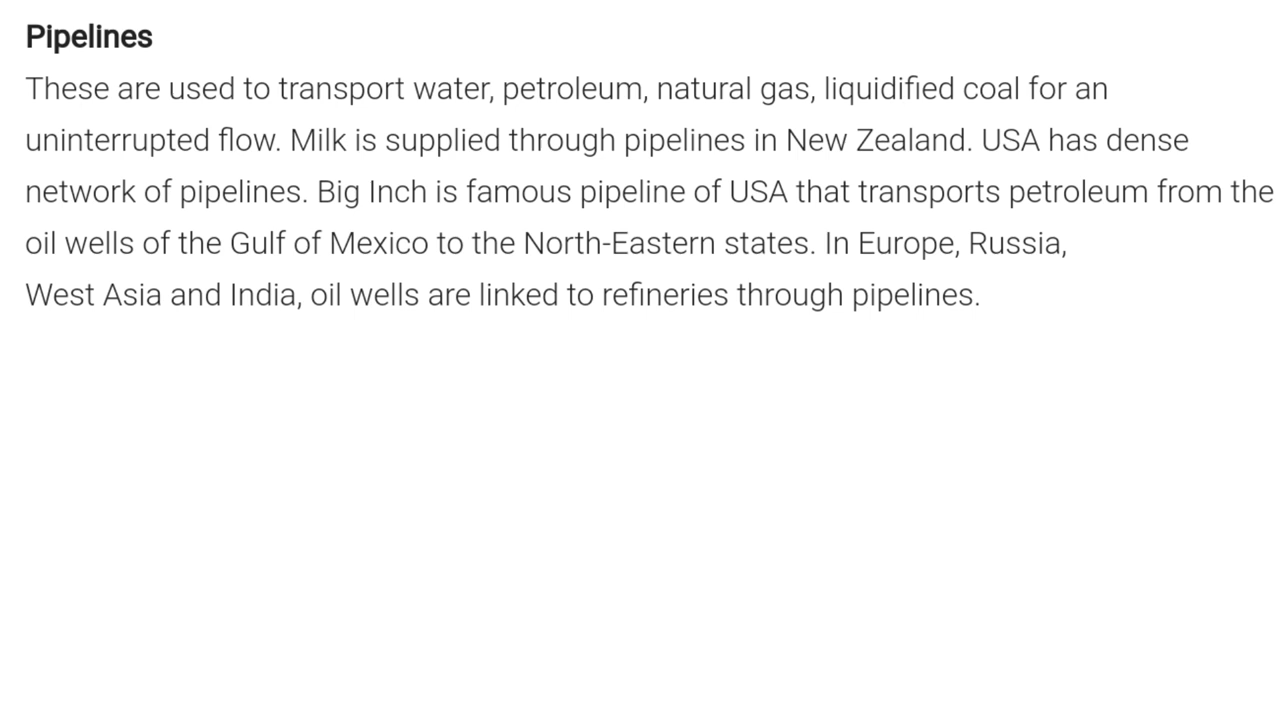 Pipelines
These are used to transport water, petroleum, natural gas, liquidified coal for an
uninterrupted flow. Milk is supplied through pipelines in New Zealand. USA has dense
network of pipelines. Big Inch is famous pipeline of USA that transports petroleum from the
oil wells of the Gulf of Mexico to the North-Eastern states. In Europe, Russia,
West Asia and India, oil wells are linked to refineries through pipelines.